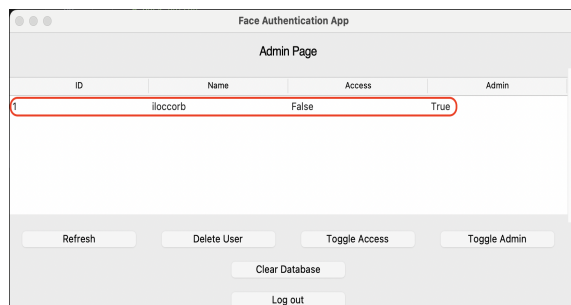 Face Authentication App
Admin Page
ID Name Access Admin
1 iloccorb False True
Refresh Delete User Toggle Access Toggle Admin
Clear Database
Log out